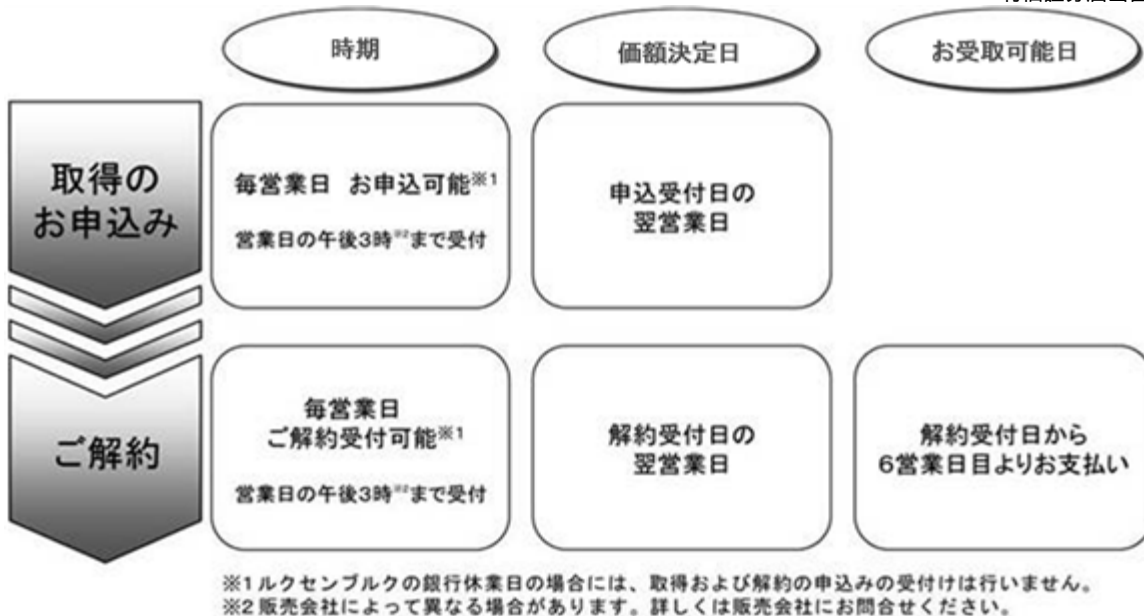 時期
価額決定日
お受取可能日
取得の
お申込み
毎営業日 お申込可能※1
営業日の午後3時※2まで受付
申込受付日の
翌営業日
ご解約
毎営業日
ご解約受付可能※1
営業日の午後3時※2まで受付
解約受付日の
翌営業日
解約受付日から
6営業日目よりお支払い
※1 ルクセンブルクの銀行休業日の場合には、取得および解約の申込みの受付けは行いません。
※2 販売会社によって異なる場合があります。詳しくは販売会社にお問合せください。